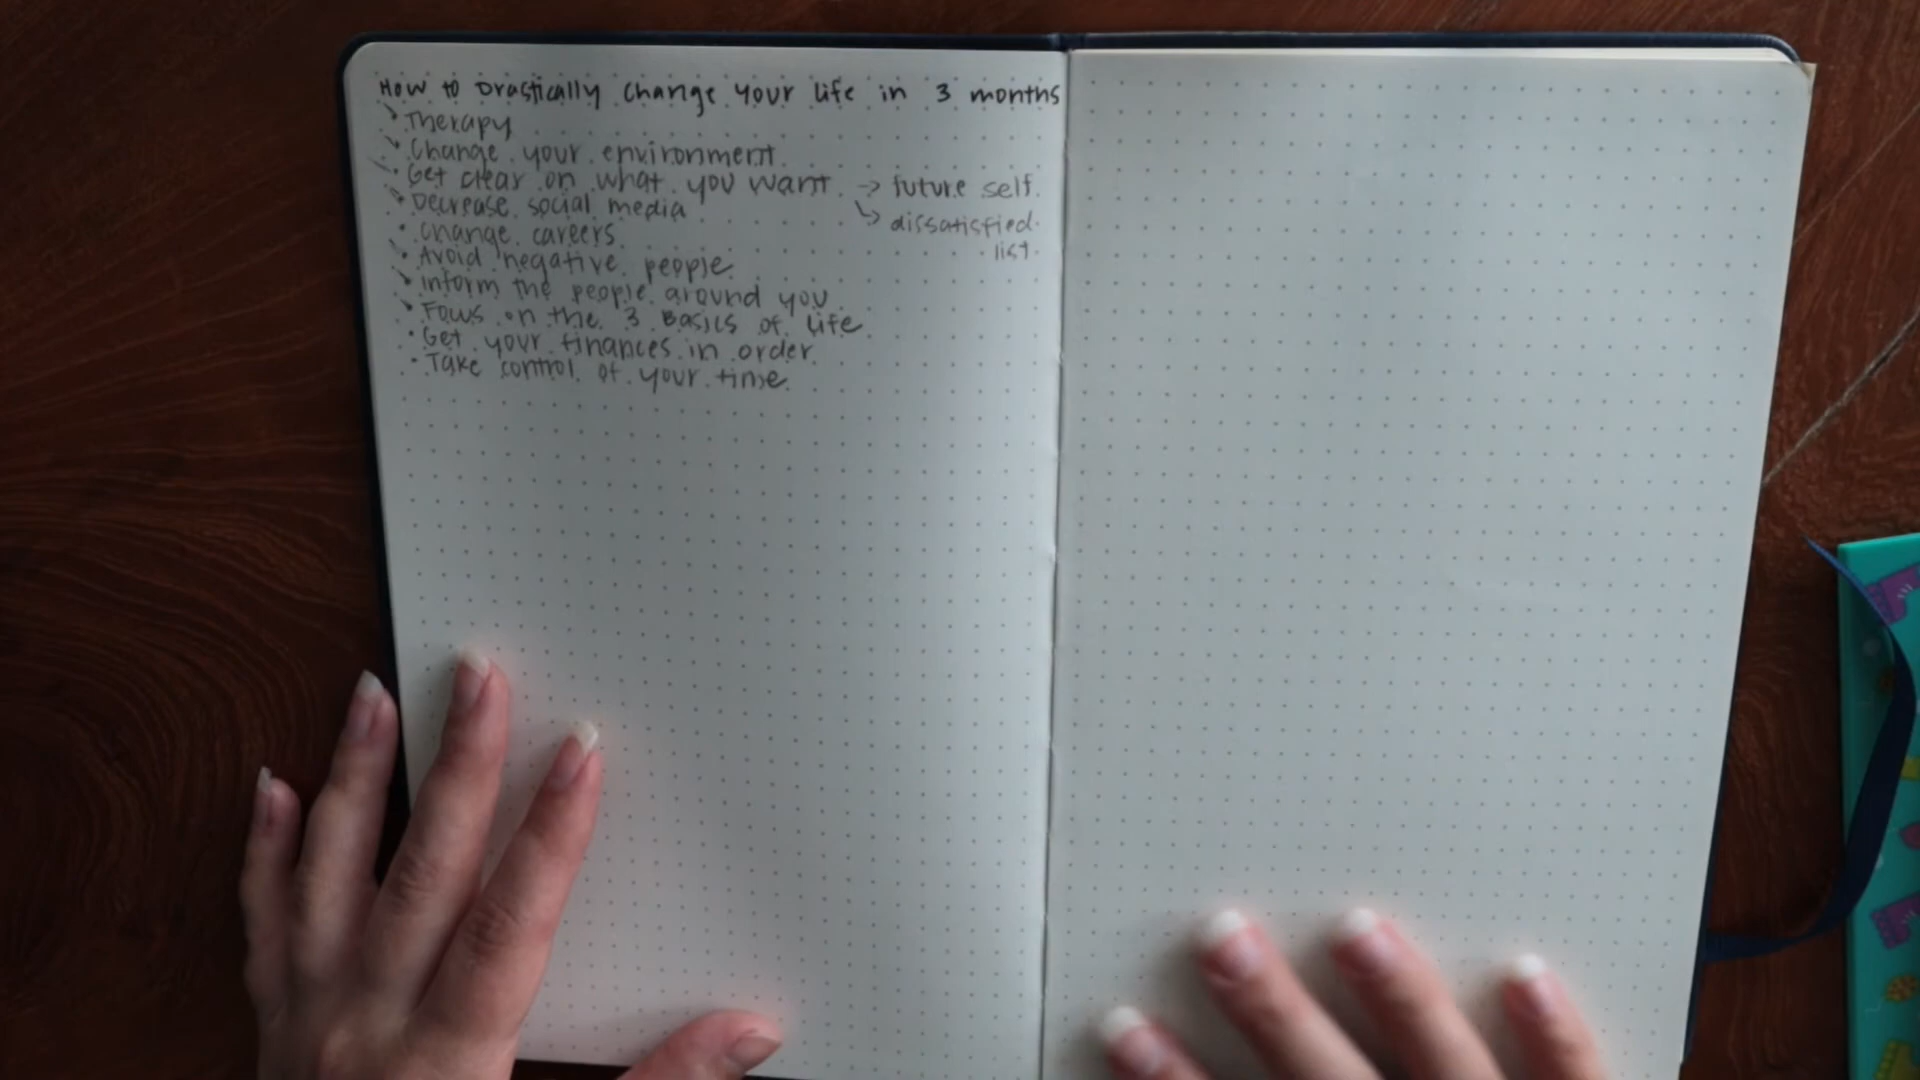 How to Drastically change your life in 3 months
• Therapy
• Change your environment
• Get clear on what you want → future self
↳ dissatisfied list
• Decrease social media
• Change careers
• Avoid negative people
• inform the people around you
• Focus on the 3 Basics of Life
• Get your finances in order
• Take control of your time